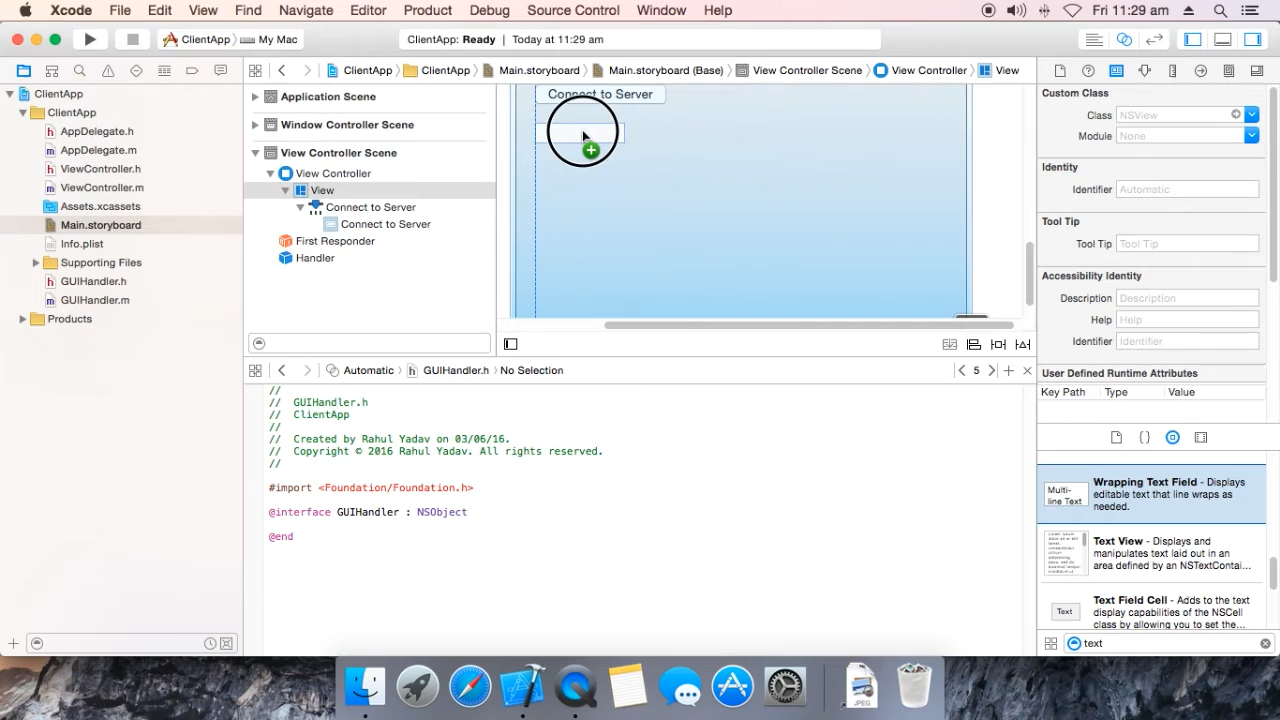 Xcode File Edit View Find Navigate Editor Product Debug Source Control Window Help Fri 11:29 am
ClientApp My Mac ClientApp: Ready Today at 11:29 am
ClientApp ClientApp Main.storyboard Main.storyboard (Base) View Controller Scene View Controller View
ClientApp
ClientApp
AppDelegate.h
AppDelegate.m
ViewController.h
ViewController.m
Assets.xcassets
Main.storyboard
Info.plist
Supporting Files
GUIHandler.h
GUIHandler.m
Products
Application Scene
Window Controller Scene
View Controller Scene
View Controller
View
Connect to Server
Connect to Server
First Responder
Handler
Connect to Server
Automatic GUIHandler.h No Selection 5
//
// GUIHandler.h
// ClientApp
//
// Created by Rahul Yadav on 03/06/16.
// Copyright © 2016 Rahul Yadav. All rights reserved.
//
#import <Foundation/Foundation.h>
@interface GUIHandler : NSObject
@end
Custom Class
Class NSView
Module None
Identity
Identifier Automatic
Tool Tip
Tool Tip Tool Tip
Accessibility Identity
Description Description
Help Help
Identifier Identifier
User Defined Runtime Attributes
Key Path Type Value
Multi-
line Text
Wrapping Text Field - Displays
editable text that line wraps as
needed.
Text View - Displays and
manipulates text laid out in an
area defined by an NSTextContai...
Text
Text Field Cell - Adds to the text
display capabilities of the NSCell
class by allowing you to set the...
text
JPEG